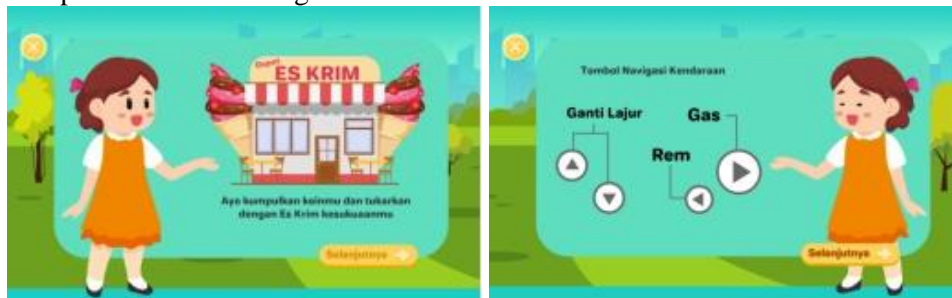 ES KRIM
Ayo kumpulkan koinmu dan tukarkan
dengan Es Krim kesukaanmu
Selanjutnya
Tombol Navigasi Kendaraan
Ganti Lajur
Gas
Rem
Selanjutnya